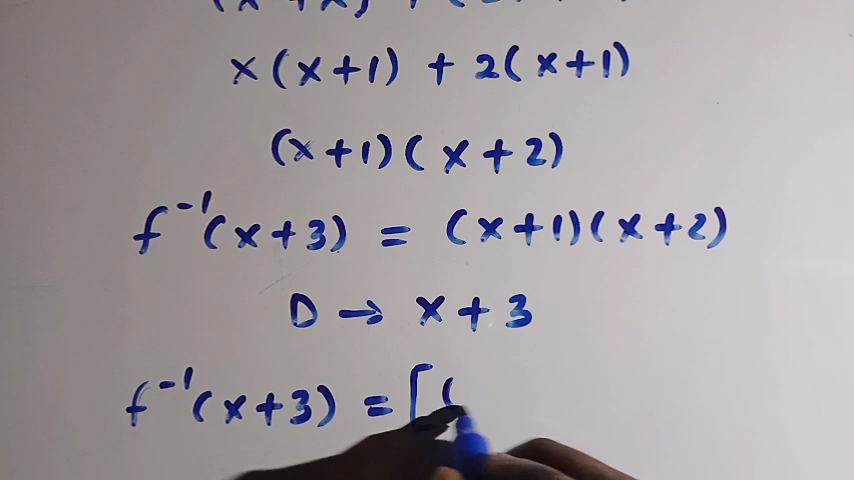 x(x+1) + 2(x+1)
(x+1)(x+2)
f⁻¹(x+3) = (x+1)(x+2)
D → x+3
f⁻¹(x+3) = [(